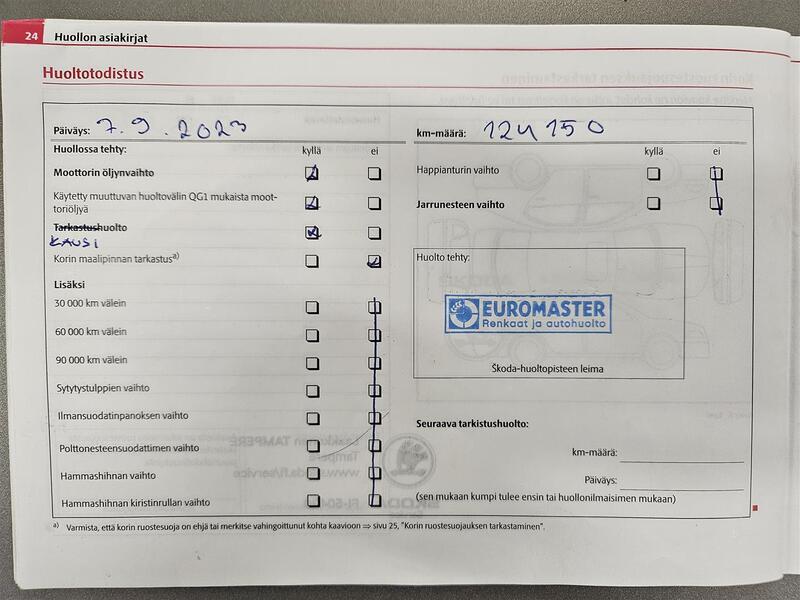 24 Huollon asiakirjat
Huoltotodistus
Päiväys: 7.9.2023
Huollossa tehty: kyllä ei
Moottorin öljynvaihto
Käytetty muuttuvan huoltovälin QG1 mukaista moot-
toriöljyä
Tarkastushuolto
KAUSI
Korin maalipinnan tarkastus a)
Lisäksi
30 000 km välein
60 000 km välein
90 000 km välein
Sytytystulppien vaihto
Ilmansuodatinpanoksen vaihto
Polttonesteensuodattimen vaihto
Hammashihnan vaihto
Hammashihnan kiristinrullan vaihto
km-määrä: 124150
kyllä ei
Happianturin vaihto
Jarrunesteen vaihto
Huolto tehty:
EUROMASTER
Renkaat ja autohuolto
Škoda-huoltopisteen leima
Seuraava tarkistushuolto:
km-määrä:
Päiväys:
(sen mukaan kumpi tulee ensin tai huollonilmaisimen mukaan)
a) Varmista, että korin ruostesuoja on ehjä tai merkitse vahingoittunut kohta kaavioon ⇒ sivu 25, "Korin ruostesuojauksen tarkastaminen".